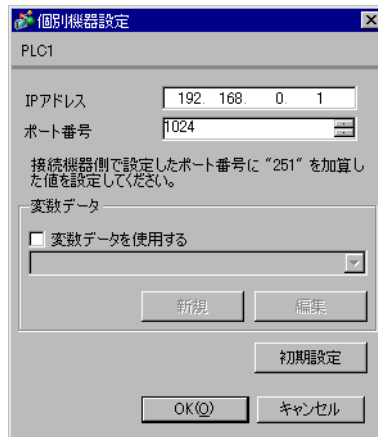 個別機器設定
PLC1
IPアドレス 192. 168. 0. 1
ポート番号 1024
接続機器側で設定したポート番号に "251" を加算し
た値を設定してください。
変数データ
変数データを使用する
新規 編集
初期設定
OK(O) キャンセル